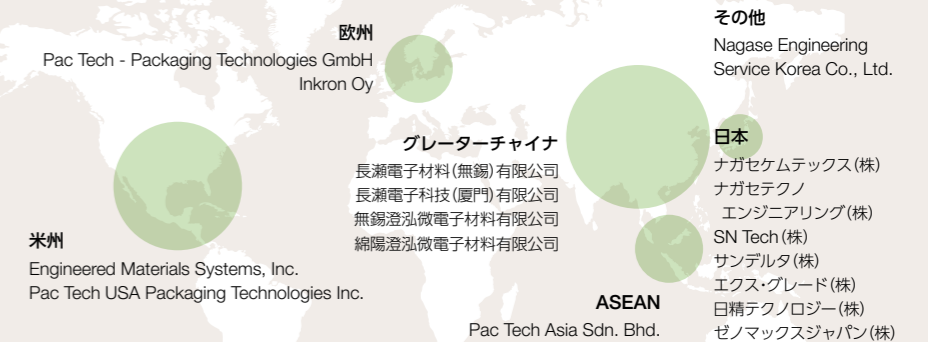 欧州
Pac Tech - Packaging Technologies GmbH
Inkron Oy
その他
Nagase Engineering
Service Korea Co., Ltd.
グレーターチャイナ
長瀬電子材料(無錫)有限公司
長瀬電子科技(厦門)有限公司
無錫澄泓微電子材料有限公司
綿陽澄泓微電子材料有限公司
日本
ナガセケムテックス(株)
ナガセテクノ
エンジニアリング(株)
SN Tech(株)
サンデルタ(株)
エクス・グレード(株)
日精テクノロジー(株)
ゼノマックスジャパン(株)
米州
Engineered Materials Systems, Inc.
Pac Tech USA Packaging Technologies Inc.
ASEAN
Pac Tech Asia Sdn. Bhd.